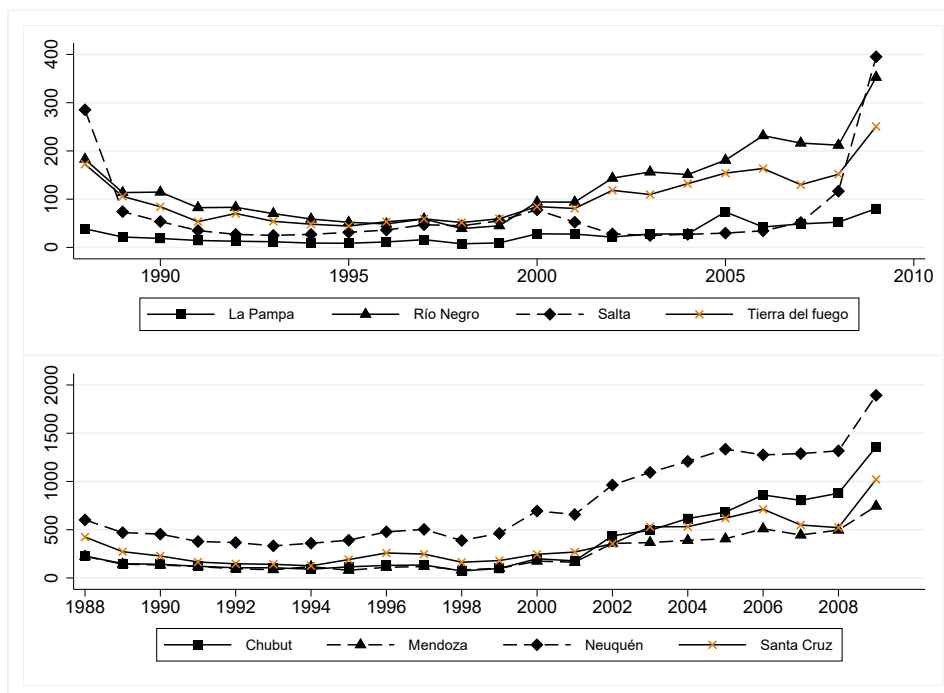 400
300
200
100
0
1990 1995 2000 2005 2010
La Pampa Río Negro Salta Tierra del fuego
2000
1500
1000
500
0
1988 1990 1992 1994 1996 1998 2000 2002 2004 2006 2008
Chubut Mendoza Neuquén Santa Cruz